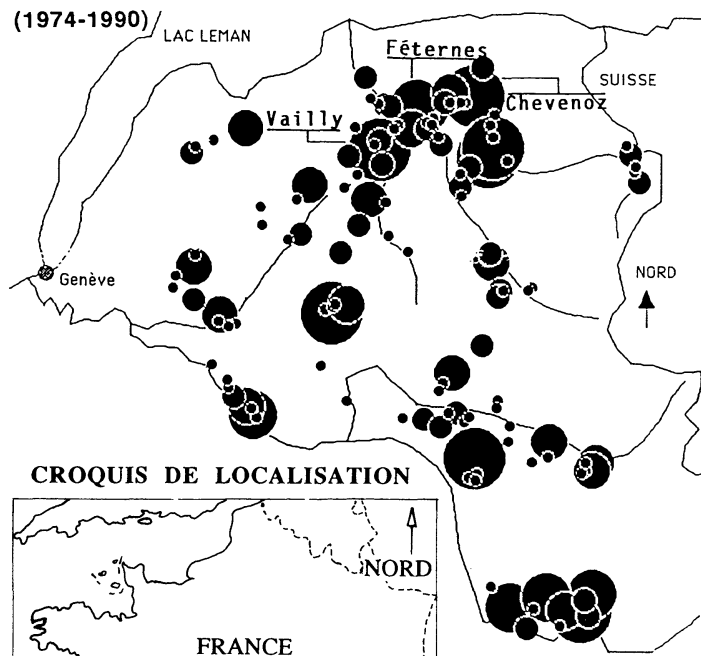 (1974-1990)
LAC LEMAN
Féternes
SUISSE
Chevenoz
Vailly
Genève
NORD
CROQUIS DE LOCALISATION
NORD
FRANCE